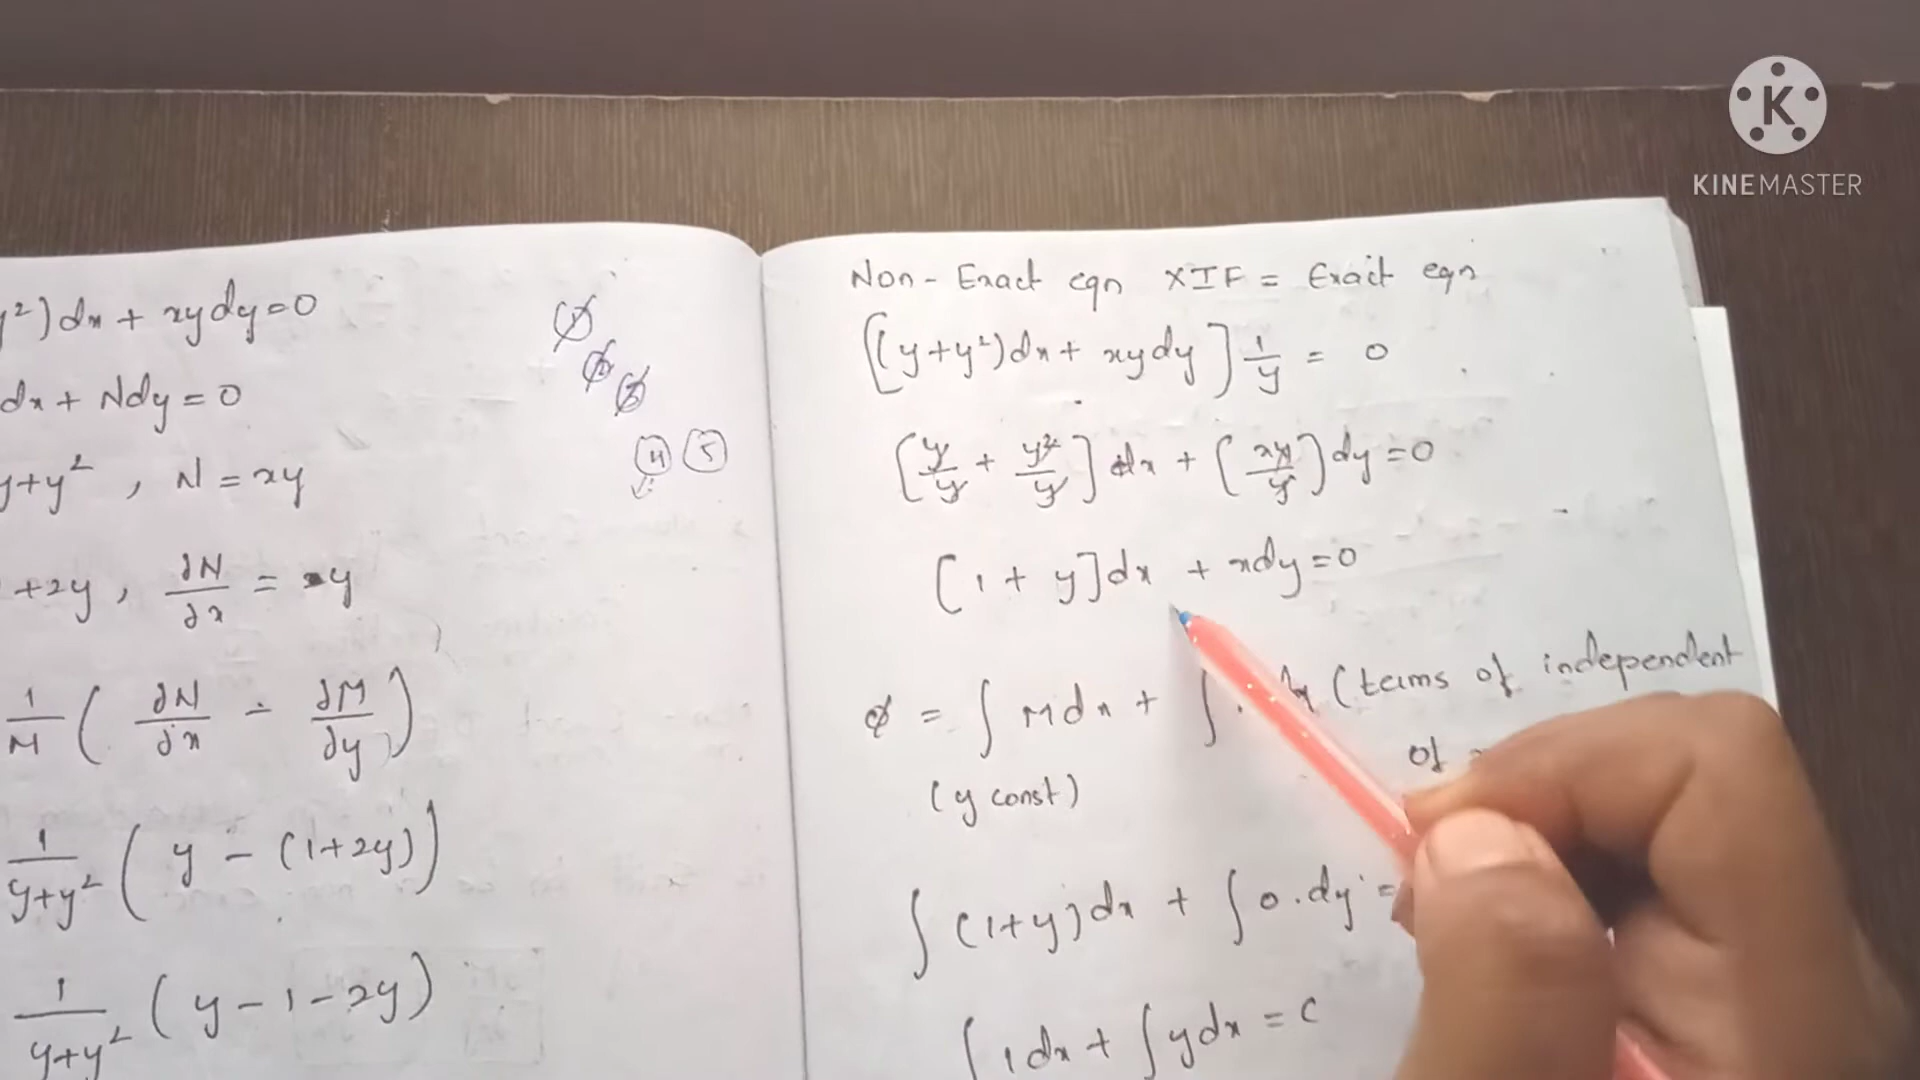 KINEMASTER
y²) dx + xy dy = 0
dx + N dy = 0
y + y² , N = xy
+ 2y , ∂N/∂x = y
1/M ( ∂N/∂x - ∂M/∂y )
1/(y+y²) ( y - (1+2y) )
1/(y+y²) ( y - 1 - 2y )
4 5
Non-Exact eqn X IF = Exact eqn
[(y+y²)dx + xy dy] 1/y = 0
[y/y + y²/y] dx + [xy/y] dy = 0
[1 + y] dx + x dy = 0
ø = ∫ M dx + ∫ (terms of independent
of
(y const)
∫ (1+y) dx + ∫ 0 . dy =
∫ 1 dx + ∫ y dx = c